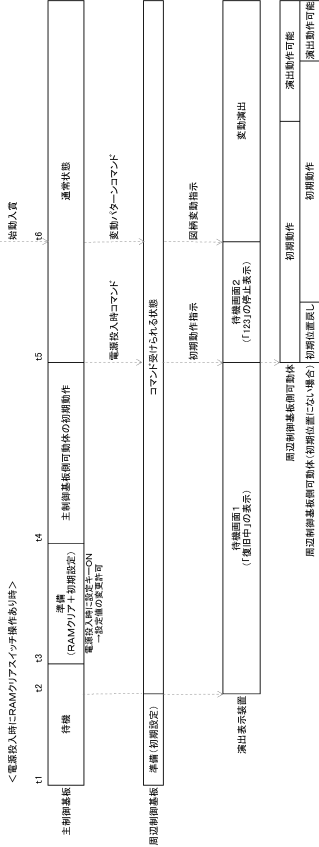 ＜電源投入時にRAMクリアスイッチ操作あり時＞
始動入賞
t1
t2
t3
t4
t5
t6
主制御基板
待機
準備
(RAMクリア＋初期設定)
主制御基板側可動体の初期動作
通常状態
電源投入時に設定キーON
→設定値の変更許可
電源投入時コマンド
変動パターンコマンド
周辺制御基板
準備(初期設定)
コマンド受けられる状態
初期動作指示
図柄変動指示
演出表示装置
待機画面1
(「復旧中」の表示)
待機画面2
(「123」の停止表示)
変動演出
周辺制御基板側可動体
初期動作
演出動作可能
周辺制御基板側可動体(初期位置にない場合)
初期位置戻し
初期動作
演出動作可能